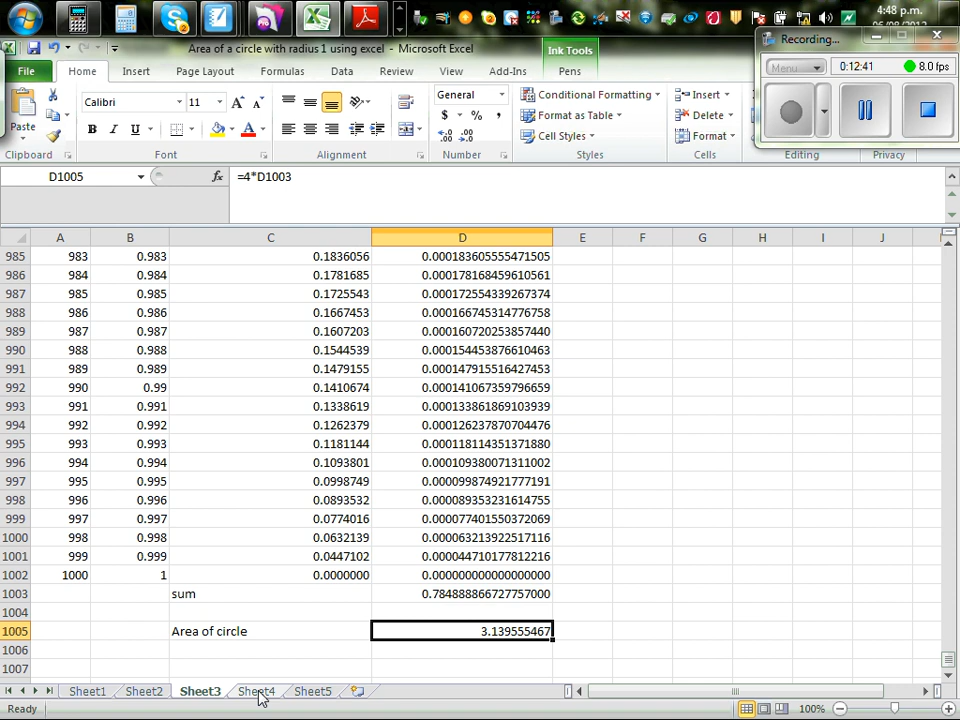 4:48 p.m.
06/08/2012
Area of a circle with radius 1 using excel - Microsoft Excel
Ink Tools
Recording...
File Home Insert Page Layout Formulas Data Review View Add-Ins Pens
Menu 0:12:41 8.0 fps
Paste
Calibri 11
General
Conditional Formatting
Format as Table
Cell Styles
Insert
Delete
Format
B I U A A A
$ % ,
Clipboard Font Alignment Number Styles Cells Editing Privacy
D1005 fx =4*D1003
A B C D E F G H I J
985 983 0.983 0.1836056 0.000183605555471505
986 984 0.984 0.1781685 0.000178168459610561
987 985 0.985 0.1725543 0.000172554339267374
988 986 0.986 0.1667453 0.000166745314776758
989 987 0.987 0.1607203 0.000160720253857440
990 988 0.988 0.1544539 0.000154453876610463
991 989 0.989 0.1479155 0.000147915516427453
992 990 0.99 0.1410674 0.000141067359796659
993 991 0.991 0.1338619 0.000133861869103939
994 992 0.992 0.1262379 0.000126237870704476
995 993 0.993 0.1181144 0.000118114351371880
996 994 0.994 0.1093801 0.000109380071311002
997 995 0.995 0.0998749 0.000099874921777191
998 996 0.996 0.0893532 0.000089353231614755
999 997 0.997 0.0774016 0.000077401550372069
1000 998 0.998 0.0632139 0.000063213922517116
1001 999 0.999 0.0447102 0.000044710177812216
1002 1000 1 0.0000000 0.000000000000000000
1003 sum 0.784888866727757000
1004
1005 Area of circle 3.139555467
1006
1007
Sheet1 Sheet2 Sheet3 Sheet4 Sheet5
Ready 100%